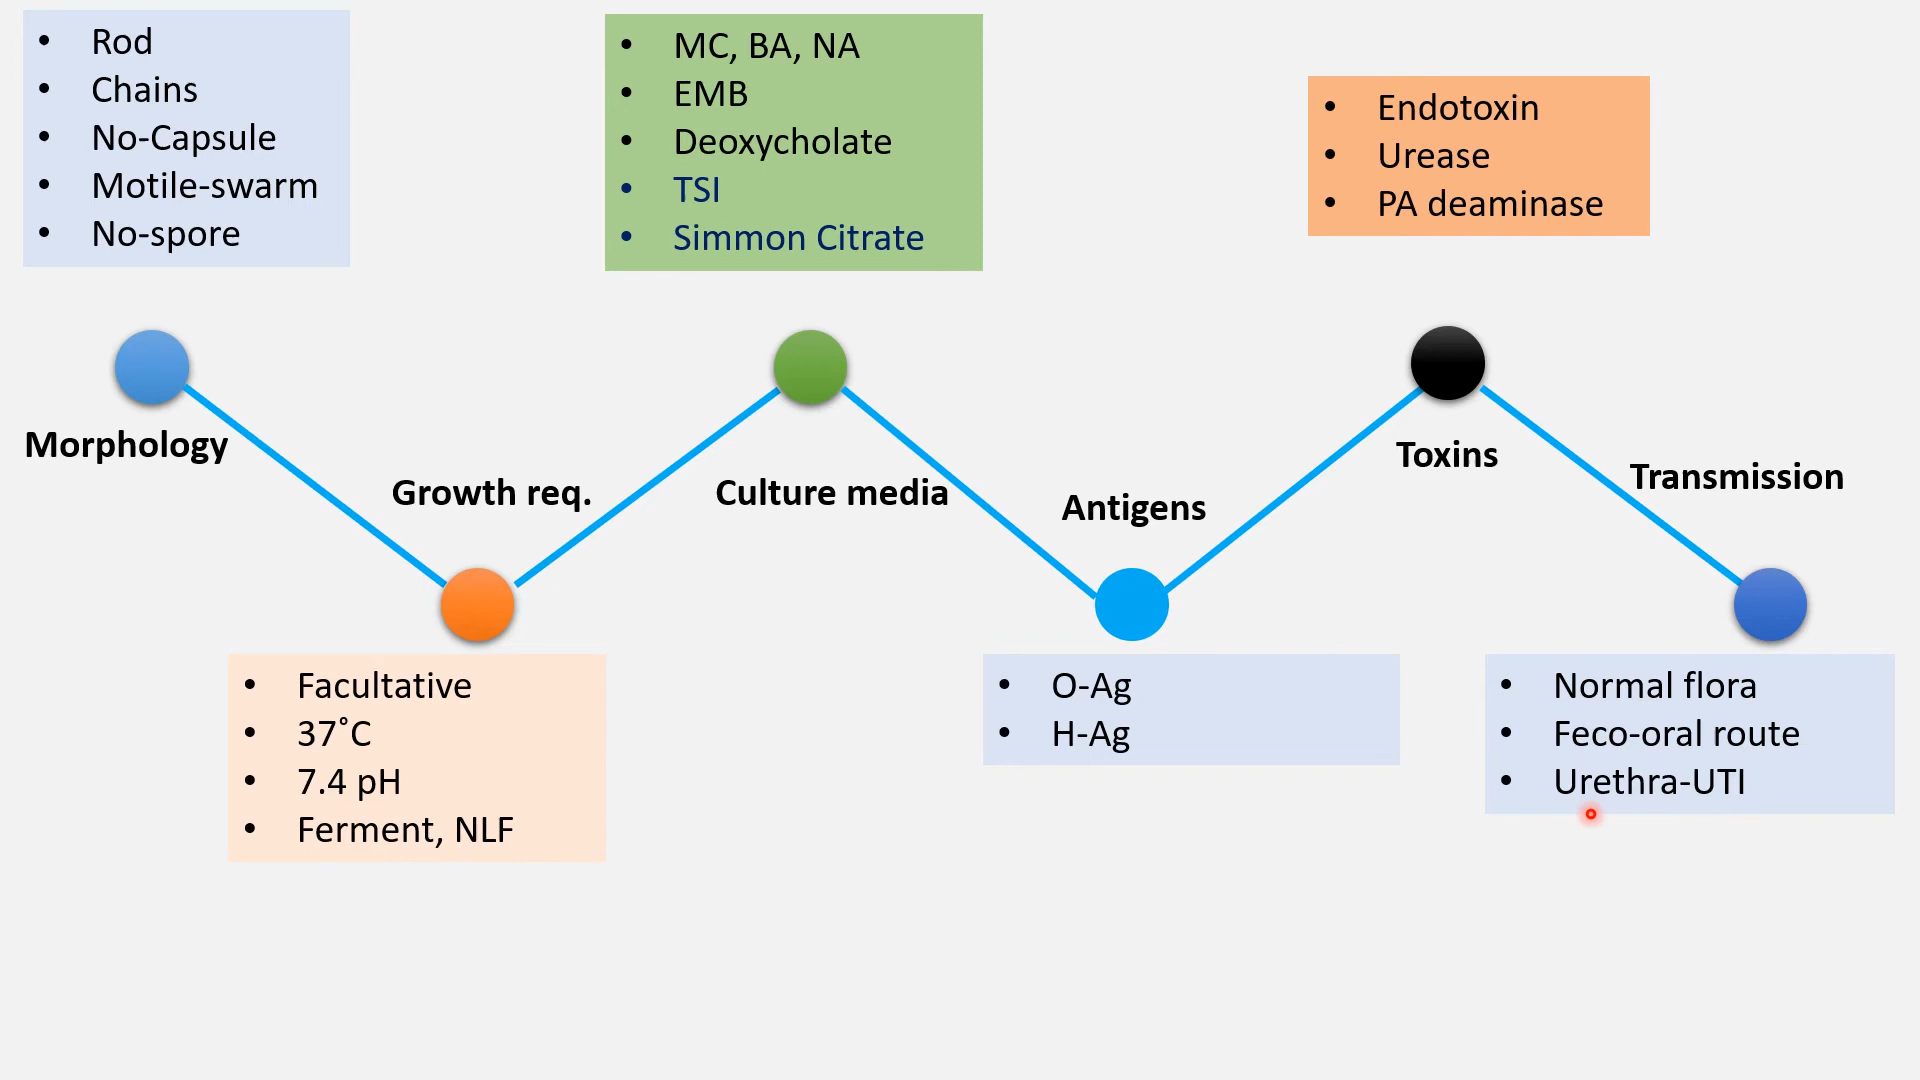 • Rod
• Chains
• No-Capsule
• Motile-swarm
• No-spore
Morphology
Growth req.
• Facultative
• 37˚C
• 7.4 pH
• Ferment, NLF
• MC, BA, NA
• EMB
• Deoxycholate
• TSI
• Simmon Citrate
Culture media
Antigens
• O-Ag
• H-Ag
• Endotoxin
• Urease
• PA deaminase
Toxins
Transmission
• Normal flora
• Feco-oral route
• Urethra-UTI